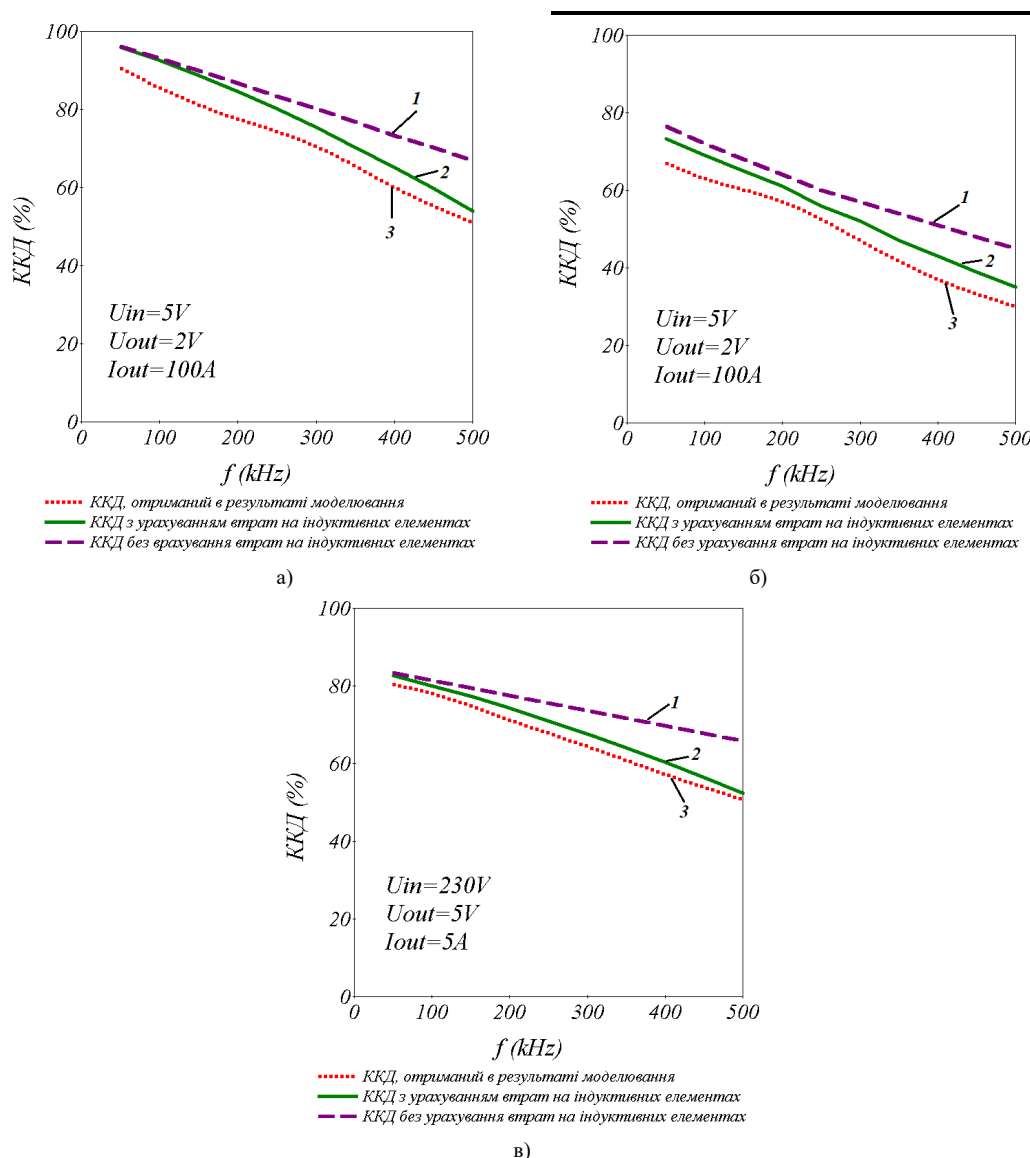 100
80
60
40
20
0
ККД (%)
1
2
3
Uin=5V
Uout=2V
Iout=100A
0 100 200 300 400 500
f (kHz)
ККД, отриманий в результаті моделювання
ККД з урахуванням втрат на індуктивних елементах
ККД без врахування втрат на індуктивних елементах
а)
100
80
60
40
20
0
ККД (%)
1
2
3
Uin=5V
Uout=2V
Iout=100A
0 100 200 300 400 500
f (kHz)
ККД, отриманий в результаті моделювання
ККД з урахуванням втрат на індуктивних елементах
ККД без урахування втрат на індуктивних елементах
б)
100
80
60
40
20
0
ККД (%)
1
2
3
Uin=230V
Uout=5V
Iout=5A
0 100 200 300 400 500
f (kHz)
ККД, отриманий в результаті моделювання
ККД з урахуванням втрат на індуктивних елементах
ККД без урахування втрат на індуктивних елементах
в)